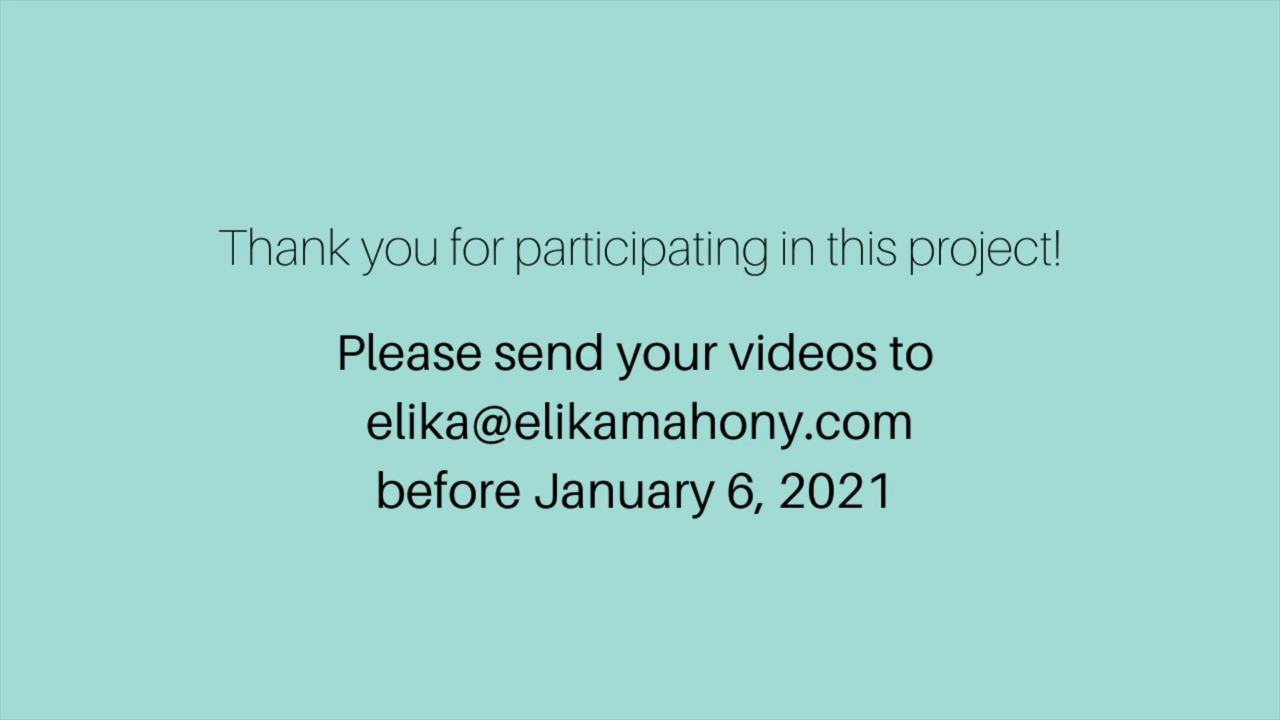 Thank you for participating in this project!
Please send your videos to
elika@elikamahony.com
before January 6, 2021